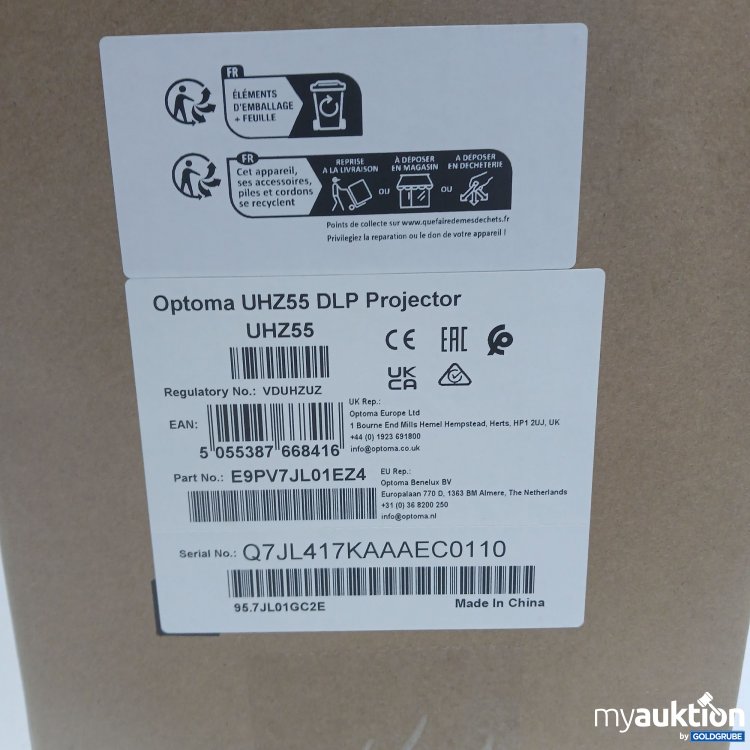 FR
ÉLÉMENTS
D'EMBALLAGE
+ FEUILLE
FR
Cet appareil,
ses accessoires,
piles et cordons
se recyclent
REPRISE
A LA LIVRAISON
OU
À DÉPOSER
EN MAGASIN
OU
A DÉPOSER
EN DECHETERIE
Points de collecte sur www.quefairedemesdechets.fr
Privilegiez la reparation ou le don de votre appareil !
Optoma UHZ55 DLP Projector
UHZ55
CE EAC
UK
CA
Regulatory No.: VDUHZUZ
EAN:
5 055387 668416
UK Rep.:
Optoma Europe Ltd
1 Bourne End Mills Hemel Hempstead, Herts, HP1 2UJ, UK
+44 (0) 1923 691800
info@optoma.co.uk
Part No.: E9PV7JL01EZ4
EU Rep.:
Optoma Benelux BV
Europalaan 770 D, 1363 BM Almere, The Netherlands
+31 (0) 36 8200 250
info@optoma.nl
Serial No.: Q7JL417KAAAEC0110
95.7JL01GC2E
Made In China
myauktion
by GOLDGRUBE